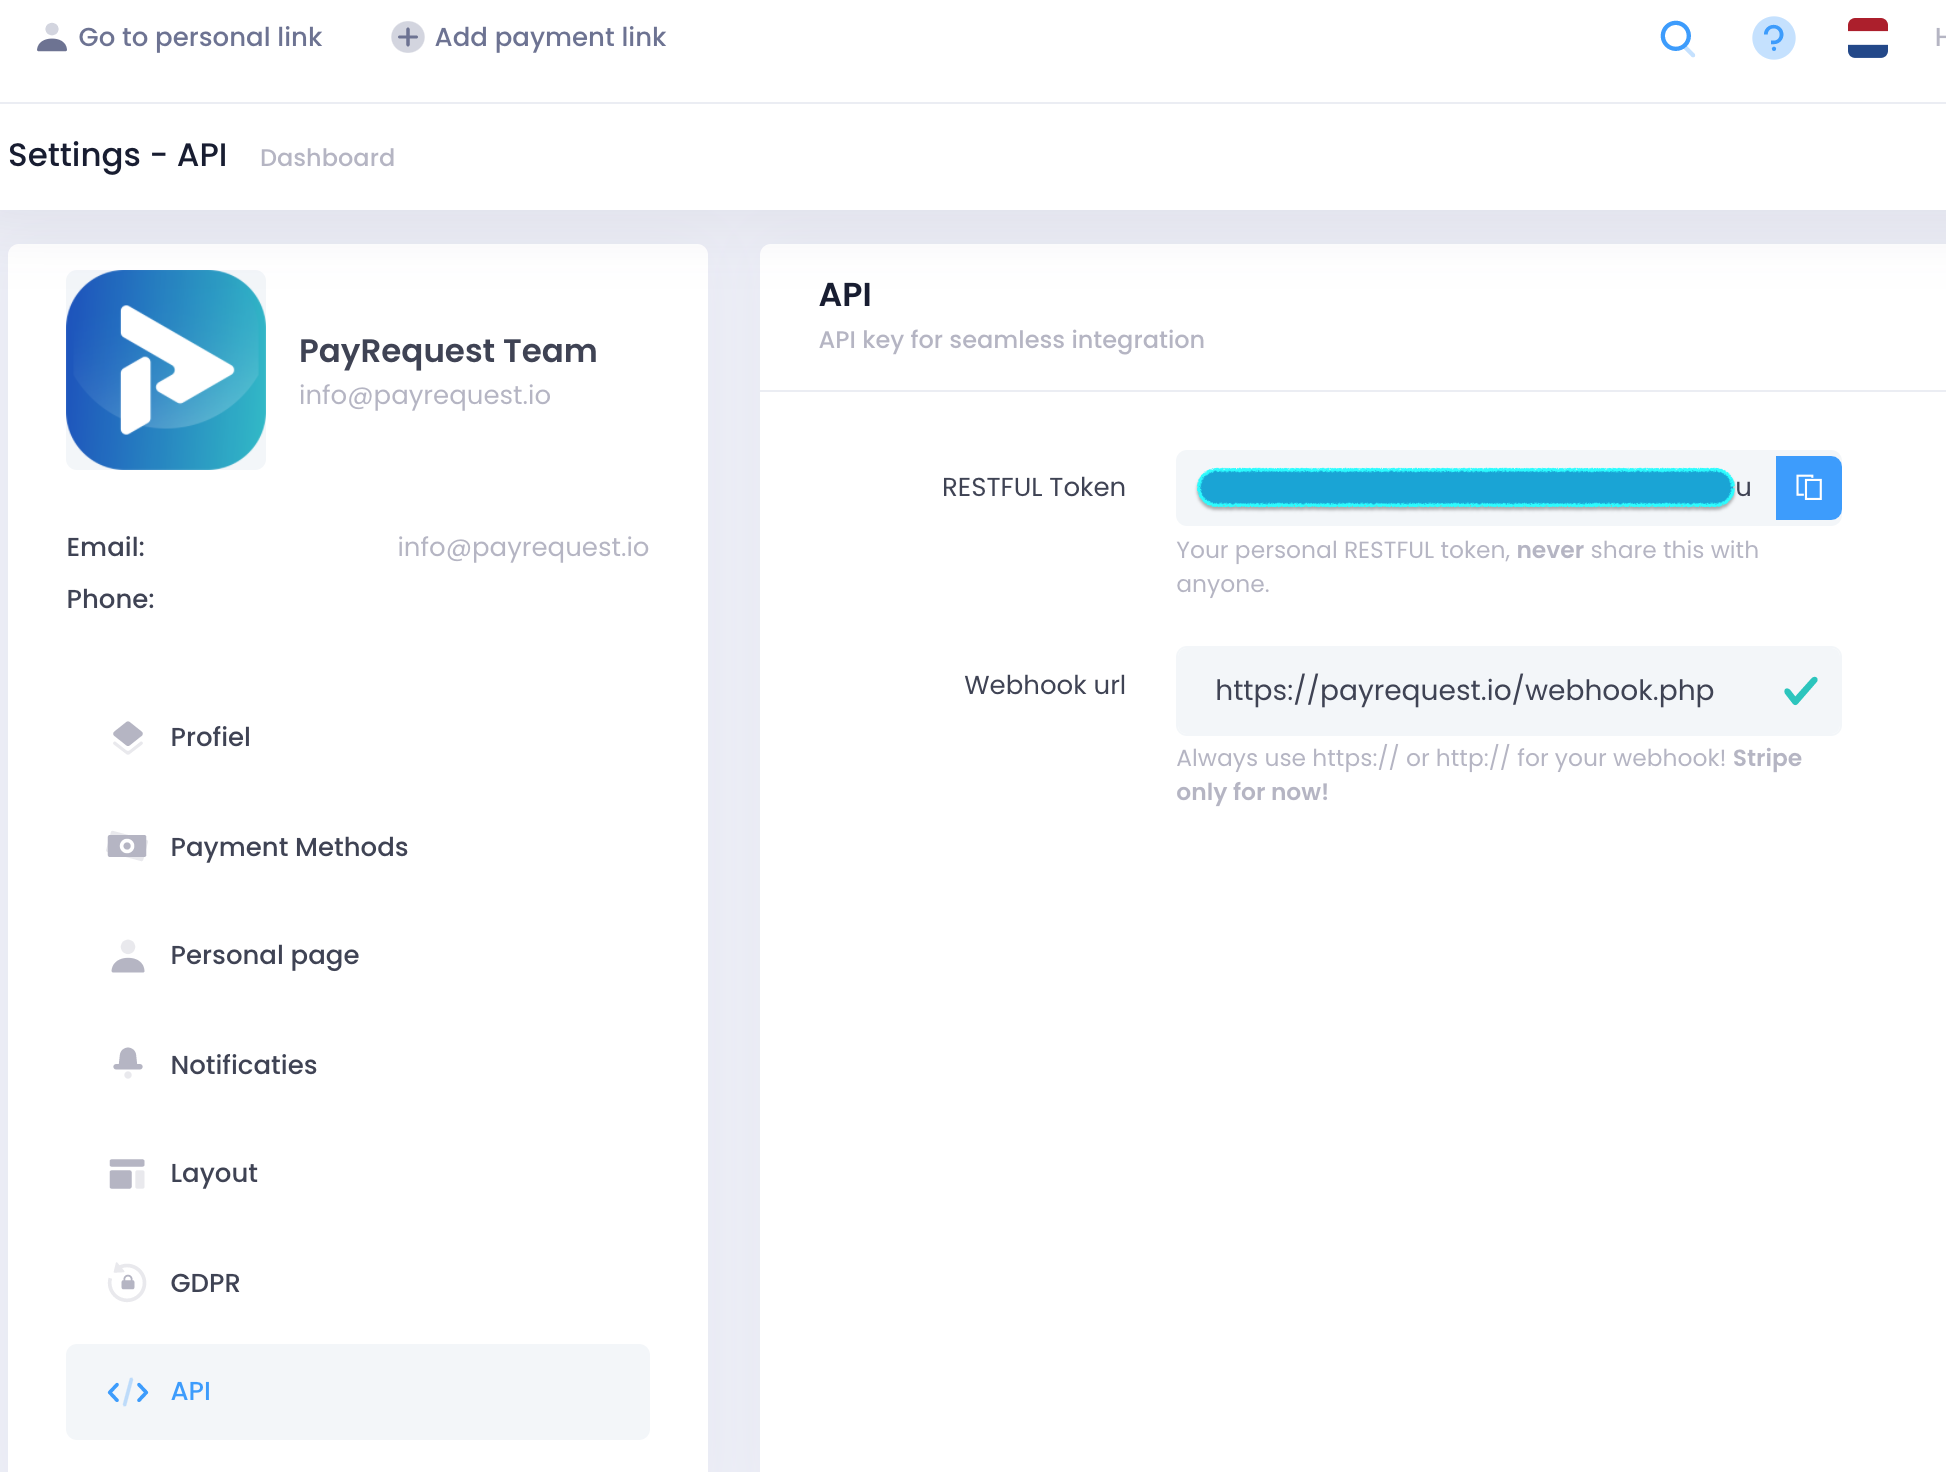 Go to personal link
Add payment link
Settings - API
Dashboard
PayRequest Team
info@payrequest.io
Email:
info@payrequest.io
Phone:
Profiel
Payment Methods
Personal page
Notificaties
Layout
GDPR
API
API
API key for seamless integration
RESTFUL Token
u
Your personal RESTFUL token, never share this with
anyone.
Webhook url
https://payrequest.io/webhook.php
Always use https:// or http:// for your webhook! Stripe
only for now!